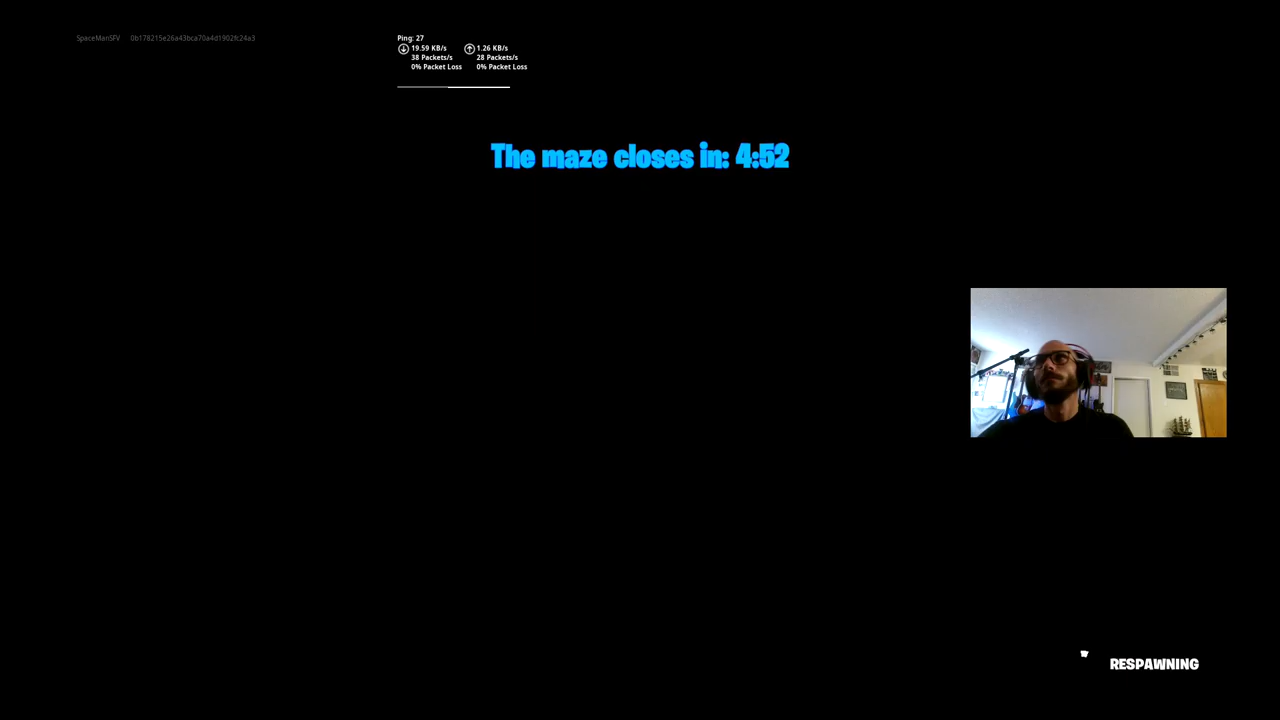 SpaceManSFV 0b178215e26a43bca70a4d1902fc24a3
Ping: 27
19.59 KB/s 1.26 KB/s
38 Packets/s 28 Packets/s
0% Packet Loss 0% Packet Loss
The maze closes in: 4:52
RESPAWNING